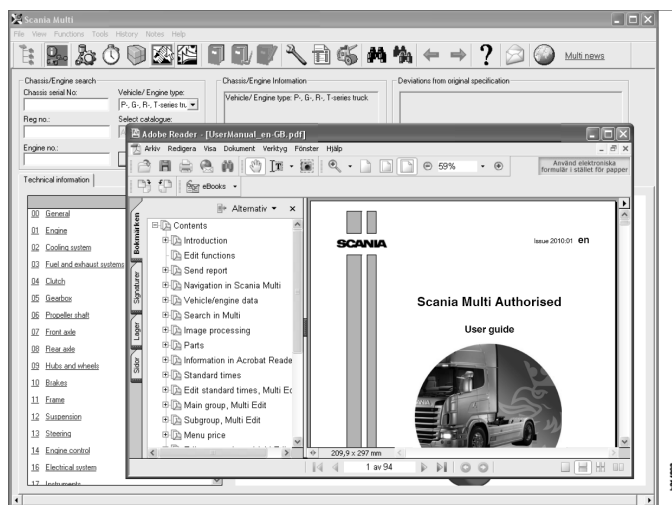 Scania Multi
File View Functions Tools History Notes Help
Multi news
Chassis/Engine search
Chassis serial No:
Vehicle/ Engine type:
P-, G-, R-, T-series tru
Reg no.:
Select catalogue:
Engine no.:
Chassis/Engine Information
Vehicle/ Engine type: P-, G-, R-, T-series truck
Deviations from original specification
Technical information
00 General
01 Engine
02 Cooling system
03 Fuel and exhaust systems
04 Clutch
05 Gearbox
06 Propeller shaft
07 Front axle
08 Rear axle
09 Hubs and wheels
10 Brakes
11 Frame
12 Suspension
13 Steering
14 Engine control
16 Electrical system
17 Instruments
Adobe Reader - [UserManual_en-GB.pdf]
Arkiv Redigera Visa Dokument Verktyg Fönster Hjälp
59%
Använd elektroniska
formulär i stället för papper
eBooks
Bokmärken
Signaturer
Lager
Sidor
Alternativ
Contents
Introduction
Edit functions
Send report
Navigation in Scania Multi
Vehicle/engine data
Search in Multi
Image processing
Parts
Information in Acrobat Reade
Standard times
Edit standard times, Multi Ec
Main group, Multi Edit
Subgroup, Multi Edit
Menu price
SCANIA
Issue 2010:01 en
Scania Multi Authorised
User guide
209,9 x 297 mm
1 av 94